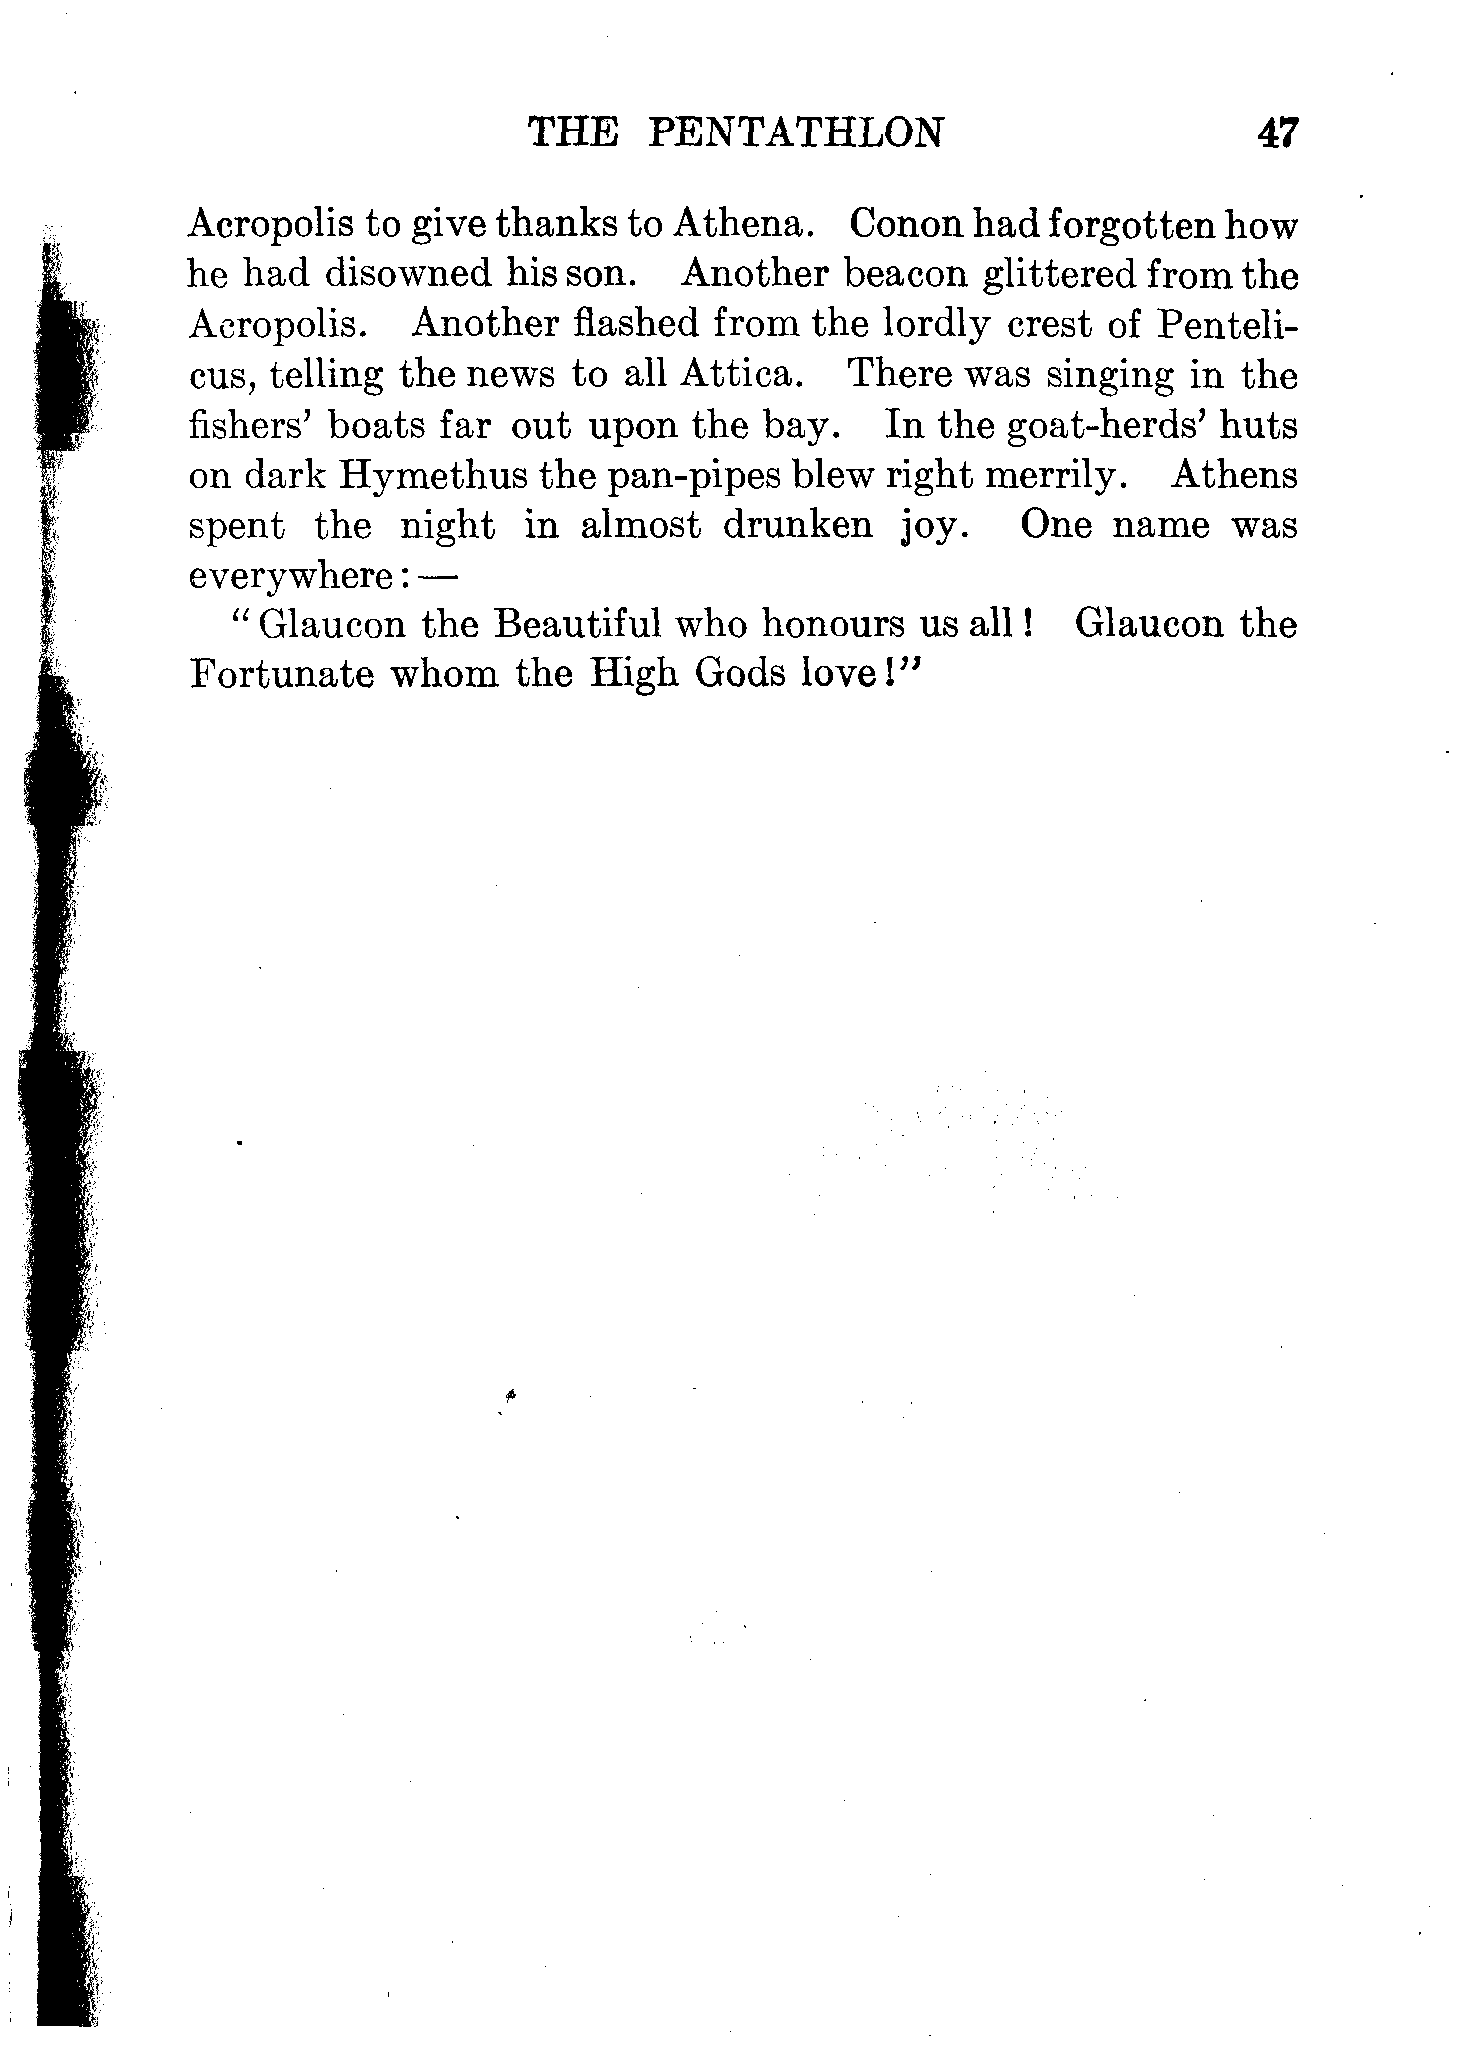 THE PENTATHLON 47
Acropolis to give thanks to Athena. Conon had forgotten how
he had disowned his son. Another beacon glittered from the
Acropolis. Another flashed from the lordly crest of Penteli-
cus, telling the news to all Attica. There was singing in the
fishers' boats far out upon the bay. In the goat-herds' huts
on dark Hymethus the pan-pipes blew right merrily. Athens
spent the night in almost drunken joy. One name was
everywhere:—
"Glaucon the Beautiful who honours us all! Glaucon the
Fortunate whom the High Gods love!"